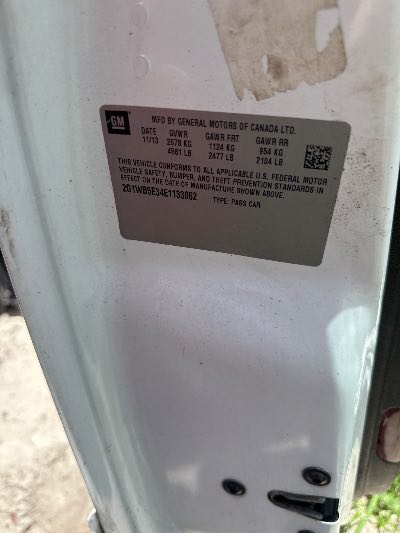 GM
MFD BY GENERAL MOTORS OF CANADA LTD.
DATE GVWR GAWR FRT GAWR RR
11/13 2078 KG 1124 KG 954 KG
4581 LB 2477 LB 2104 LB
THIS VEHICLE CONFORMS TO ALL APPLICABLE U.S. FEDERAL MOTOR
VEHICLE SAFETY, BUMPER, AND THEFT PREVENTION STANDARDS IN
EFFECT ON THE DATE OF MANUFACTURE SHOWN ABOVE.
2G1WB5E34E1133062 TYPE: PASS CAR